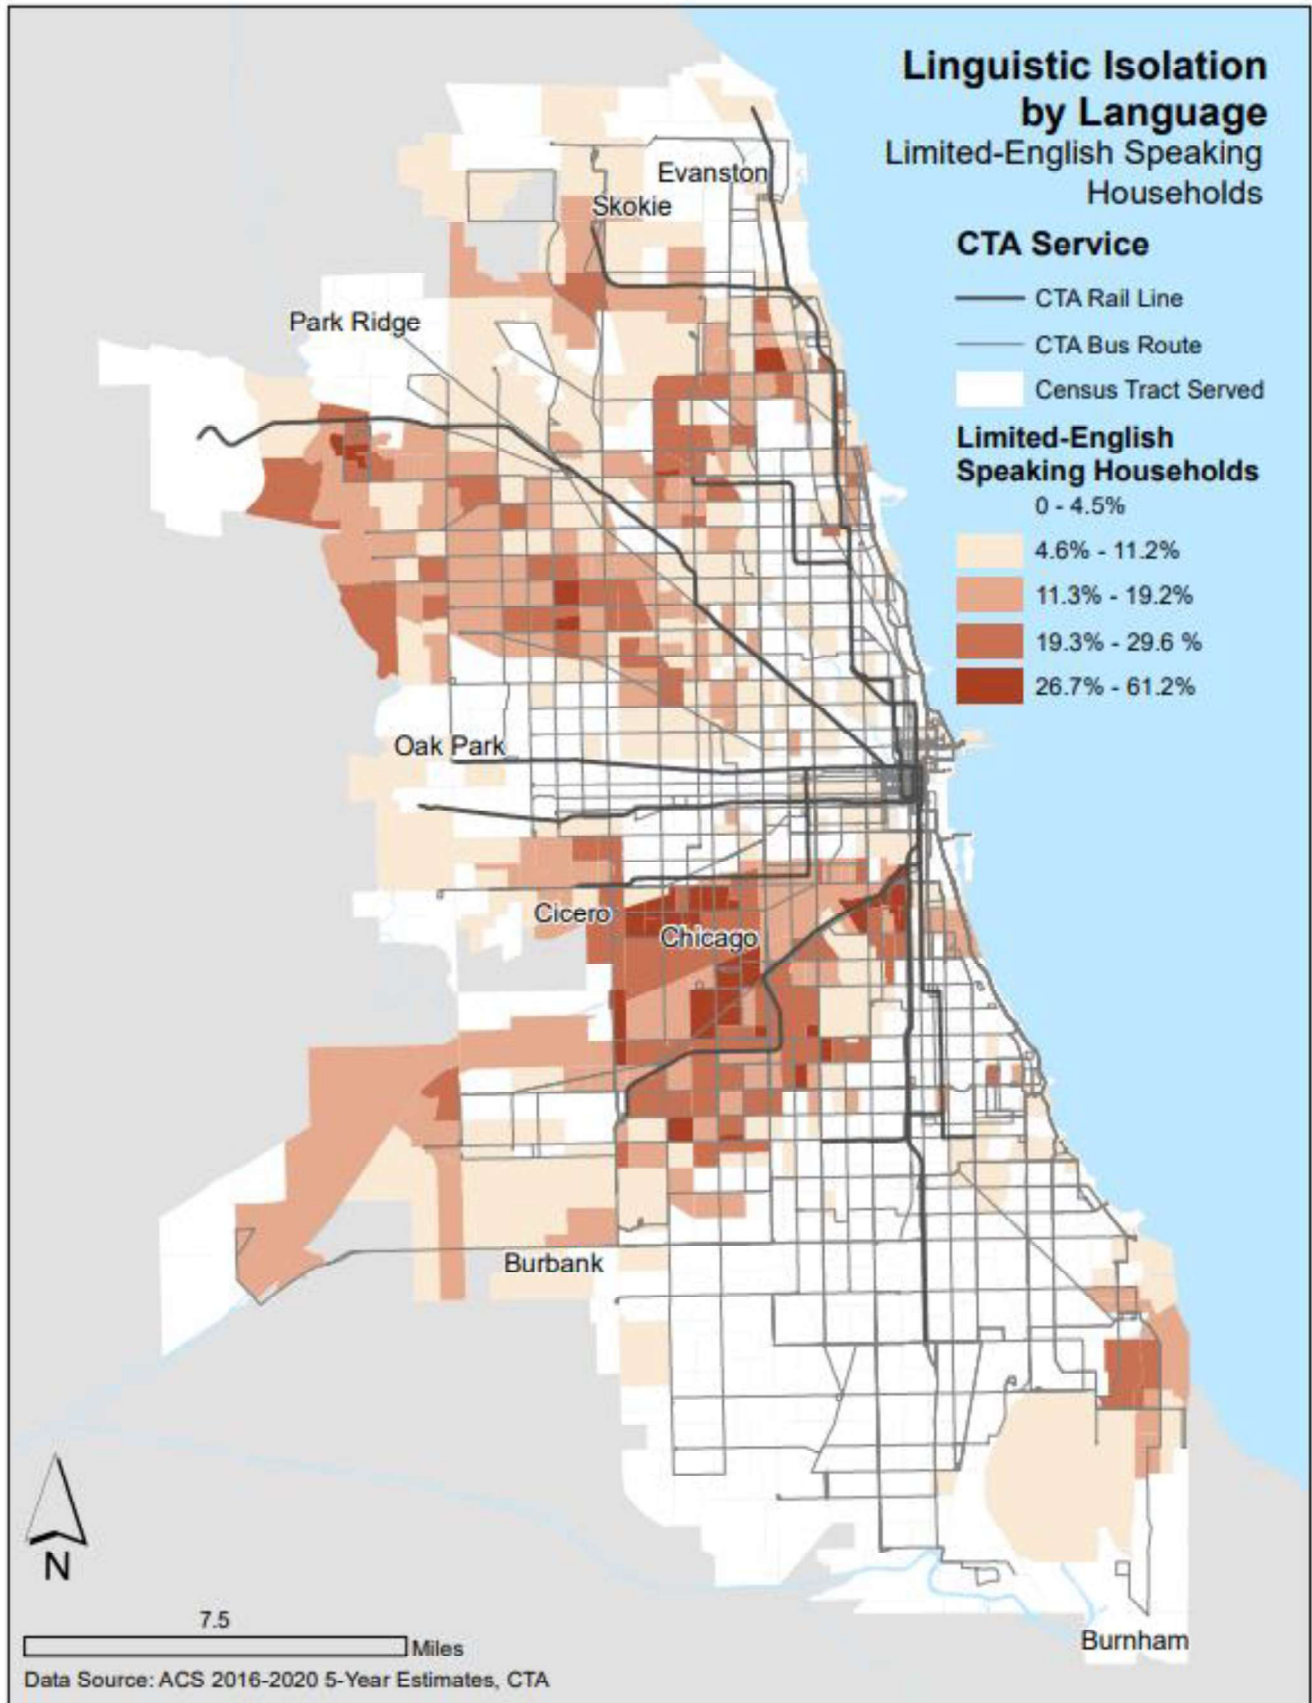 Linguistic Isolation
by Language
Limited-English Speaking
Households
CTA Service
CTA Rail Line
CTA Bus Route
Census Tract Served
Limited-English
Speaking Households
0 - 4.5%
4.6% - 11.2%
11.3% - 19.2%
19.3% - 29.6 %
26.7% - 61.2%
Evanston
Skokie
Park Ridge
Oak Park
Cicero
Chicago
Burbank
Burnham
N
7.5
Miles
Data Source: ACS 2016-2020 5-Year Estimates, CTA